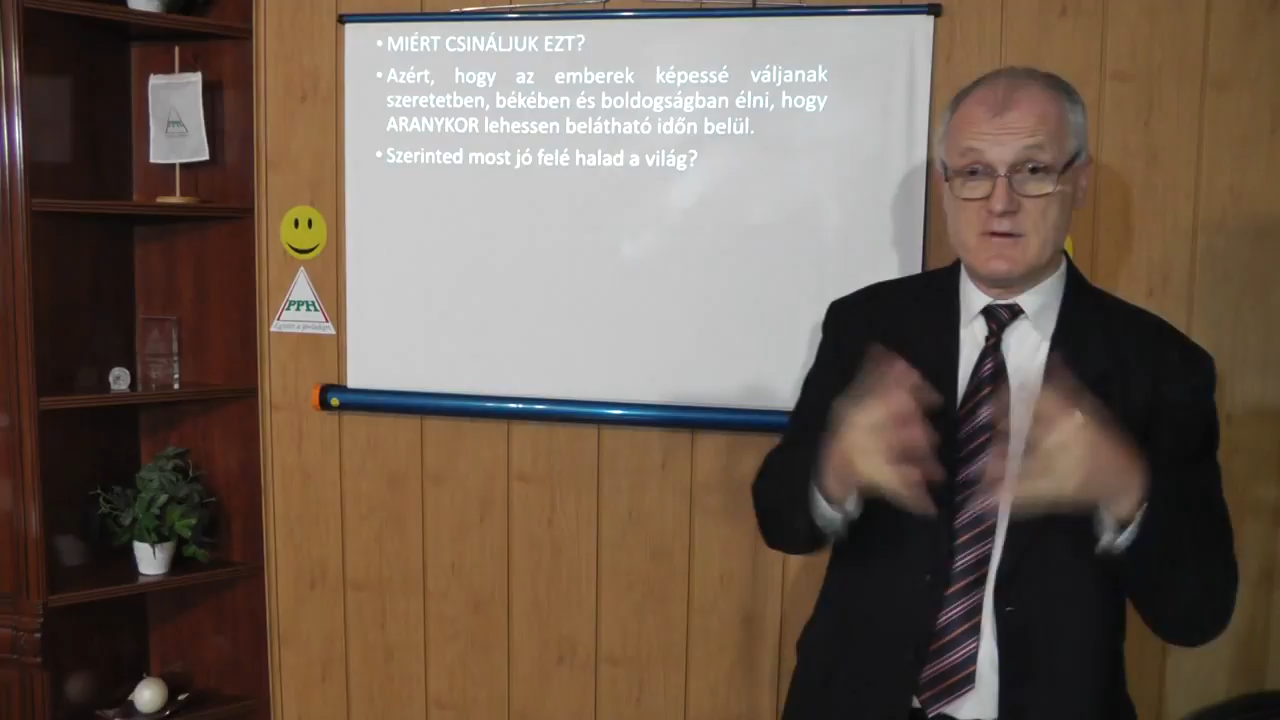 • MIÉRT CSINÁLJUK EZT?
• Azért, hogy az emberek képessé váljanak
szeretetben, békében és boldogságban élni, hogy
ARANYKOR lehessen belátható időn belül.
• Szerinted most jó felé halad a világ?
PPH
PPH